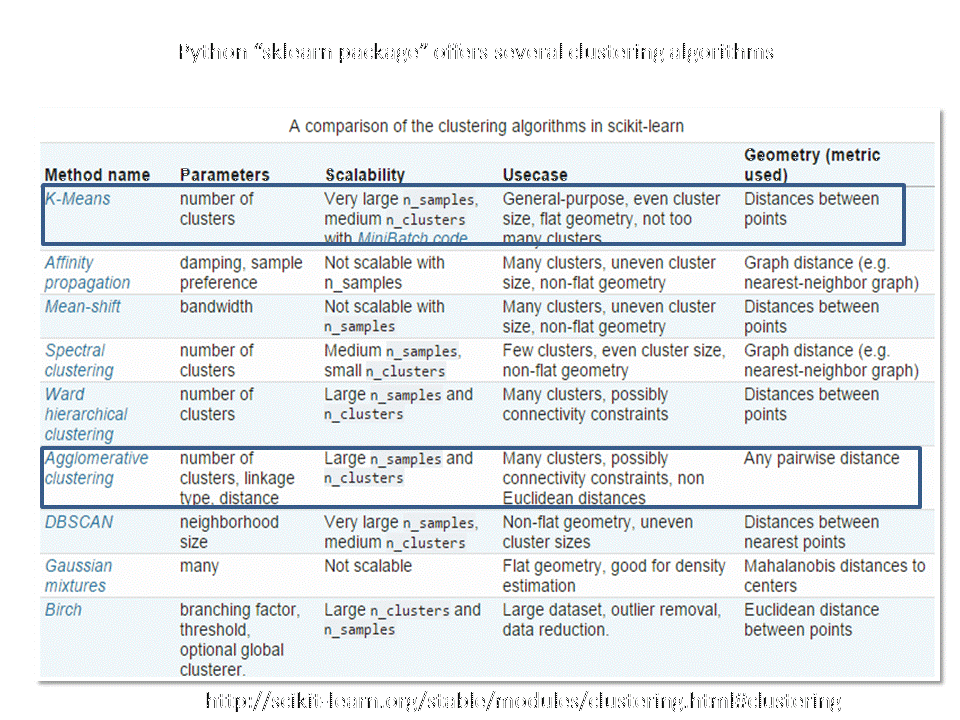 Python “sklearn package” offers several clustering algorithms
A comparison of the clustering algorithms in scikit-learn
Method name Parameters Scalability Usecase Geometry (metric used)
K-Means number of clusters Very large n_samples, medium n_clusters with MiniBatch code General-purpose, even cluster size, flat geometry, not too many clusters Distances between points
Affinity propagation damping, sample preference Not scalable with n_samples Many clusters, uneven cluster size, non-flat geometry Graph distance (e.g. nearest-neighbor graph)
Mean-shift bandwidth Not scalable with n_samples Many clusters, uneven cluster size, non-flat geometry Distances between points
Spectral clustering number of clusters Medium n_samples, small n_clusters Few clusters, even cluster size, non-flat geometry Graph distance (e.g. nearest-neighbor graph)
Ward hierarchical clustering number of clusters Large n_samples and n_clusters Many clusters, possibly connectivity constraints Distances between points
Agglomerative clustering number of clusters, linkage type, distance Large n_samples and n_clusters Many clusters, possibly connectivity constraints, non Euclidean distances Any pairwise distance
DBSCAN neighborhood size Very large n_samples, medium n_clusters Non-flat geometry, uneven cluster sizes Distances between nearest points
Gaussian mixtures many Not scalable Flat geometry, good for density estimation Mahalanobis distances to centers
Birch branching factor, threshold, optional global clusterer. Large n_clusters and n_samples Large dataset, outlier removal, data reduction. Euclidean distance between points
http://scikit-learn.org/stable/modules/clustering.html#clustering